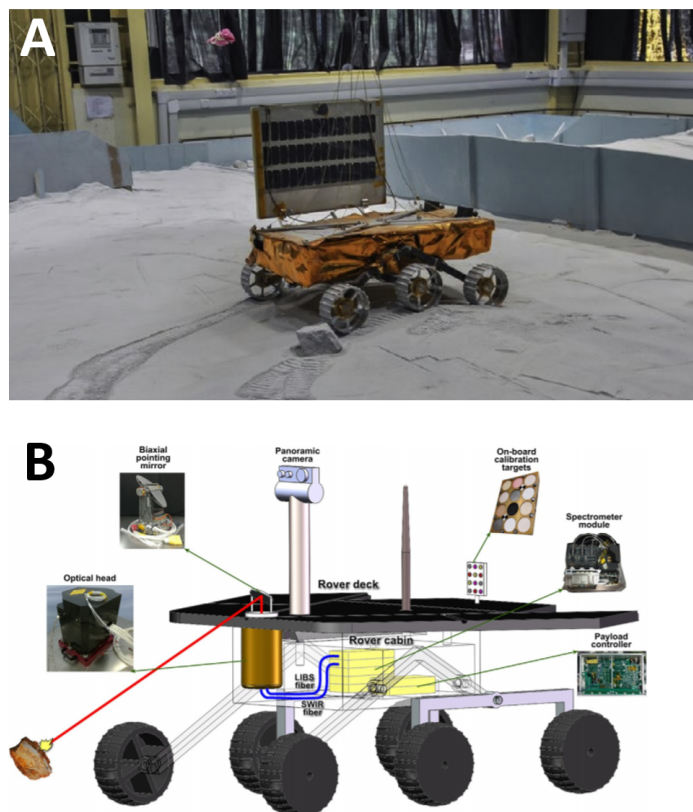 A
B
Biaxial
pointing
mirror
Panoramic
camera
On-board
calibration
targets
Spectrometer
module
Optical head
Rover deck
Rover cabin
Payload
controller
LIBS
fiber
SWIR
fiber